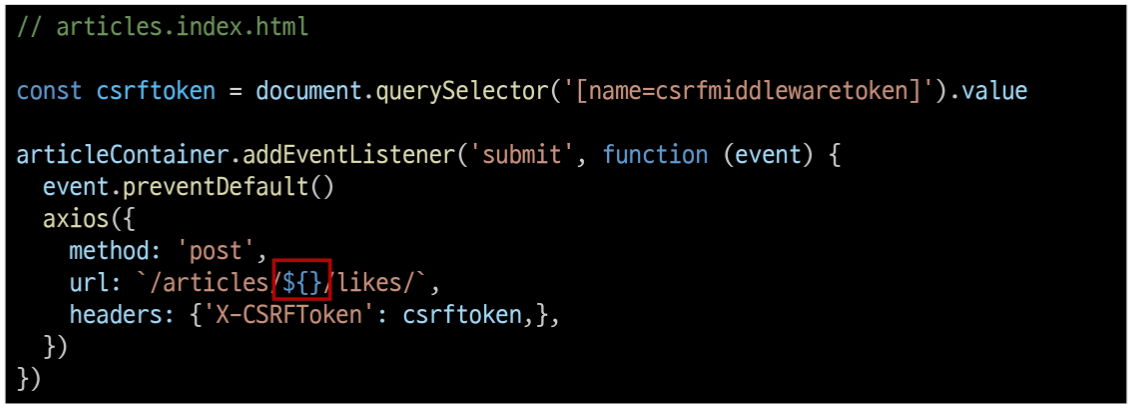 // articles.index.html
const csrftoken = document.querySelector('[name=csrfmiddlewaretoken]').value
articleContainer.addEventListener('submit', function (event) {
event.preventDefault()
axios({
method: 'post',
url: `/articles/${}/likes/`,
headers: {'X-CSRFToken': csrftoken,},
})
})